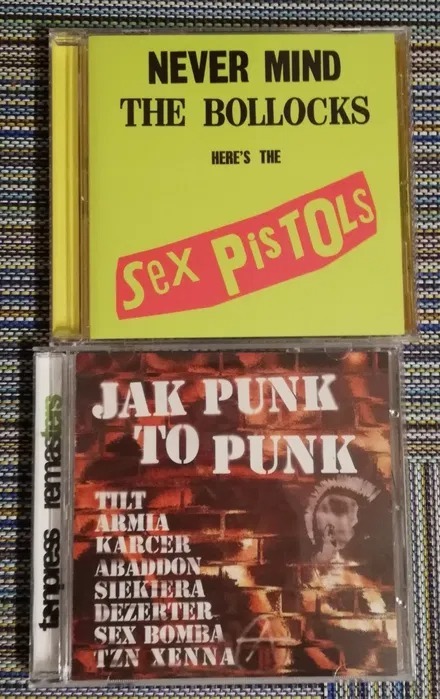 NEVER MIND
THE BOLLOCKS
HERE'S THE
Sex PisTOLs
JAK PUNK
TO PUNK
TILT
ARMIA
KARCER
ABADDON
SIEKIERA
DEZERTER
SEX BOMBA
TZN XENNA
tonpress remasters